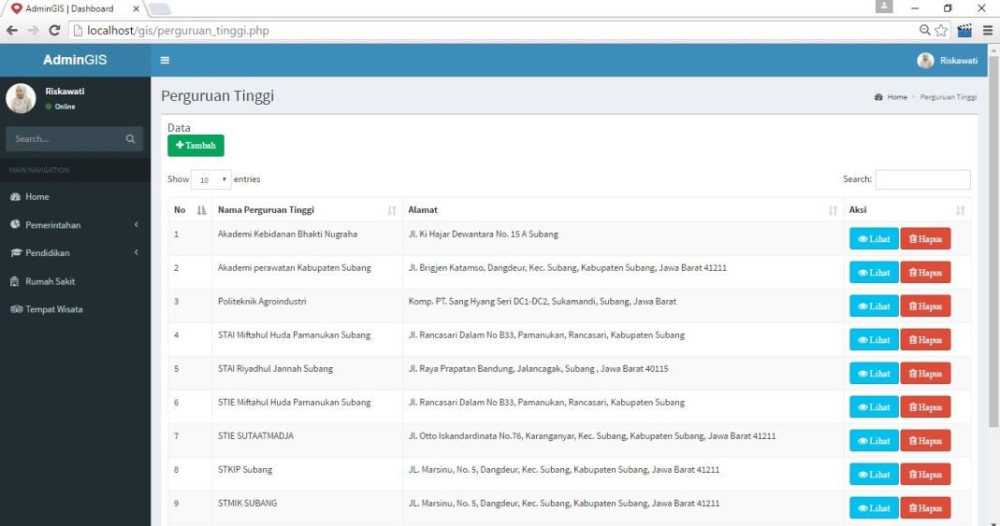 AdminGIS | Dashboard
localhost/gis/perguruan_tinggi.php
AdminGIS
Riskawati
Riskawati
Online
Search...
MAIN NAVIGATION
Home
Pemerintahan
Pendidikan
Rumah Sakit
Tempat Wisata
Perguruan Tinggi
Home > Perguruan Tinggi
Data
+Tambah
Show 10 entries
Search:
No Nama Perguruan Tinggi Alamat Aksi
1 Akademi Kebidanan Bhakti Nugraha Jl. Ki Hajar Dewantara No. 15 A Subang Lihat Hapus
2 Akademi perawatan Kabupaten Subang Jl. Brigjen Katamso, Dangdeur, Kec. Subang, Kabupaten Subang, Jawa Barat 41211 Lihat Hapus
3 Politeknik Agroindustri Komp. PT. Sang Hyang Seri DC1-DC2, Sukamandi, Subang, Jawa Barat Lihat Hapus
4 STAI Miftahul Huda Pamanukan Subang Jl. Rancasari Dalam No B33, Pamanukan, Rancasari, Kabupaten Subang Lihat Hapus
5 STAI Riyadhul Jannah Subang Jl. Raya Prapatan Bandung, Jalancagak, Subang , Jawa Barat 40115 Lihat Hapus
6 STIE Miftahul Huda Pamanukan Subang Jl. Rancasari Dalam No B33, Pamanukan, Rancasari, Kabupaten Subang Lihat Hapus
7 STIE SUTAATMADJA Jl. Otto Iskandardinata No.76, Karanganyar, Kec. Subang, Kabupaten Subang, Jawa Barat 41211 Lihat Hapus
8 STKIP Subang JL. Marsinu, No. 5, Dangdeur, Kec. Subang, Kabupaten Subang, Jawa Barat 41211 Lihat Hapus
9 STMIK SUBANG JL. Marsinu, No. 5, Dangdeur, Kec. Subang, Kabupaten Subang, Jawa Barat 41211 Lihat Hapus